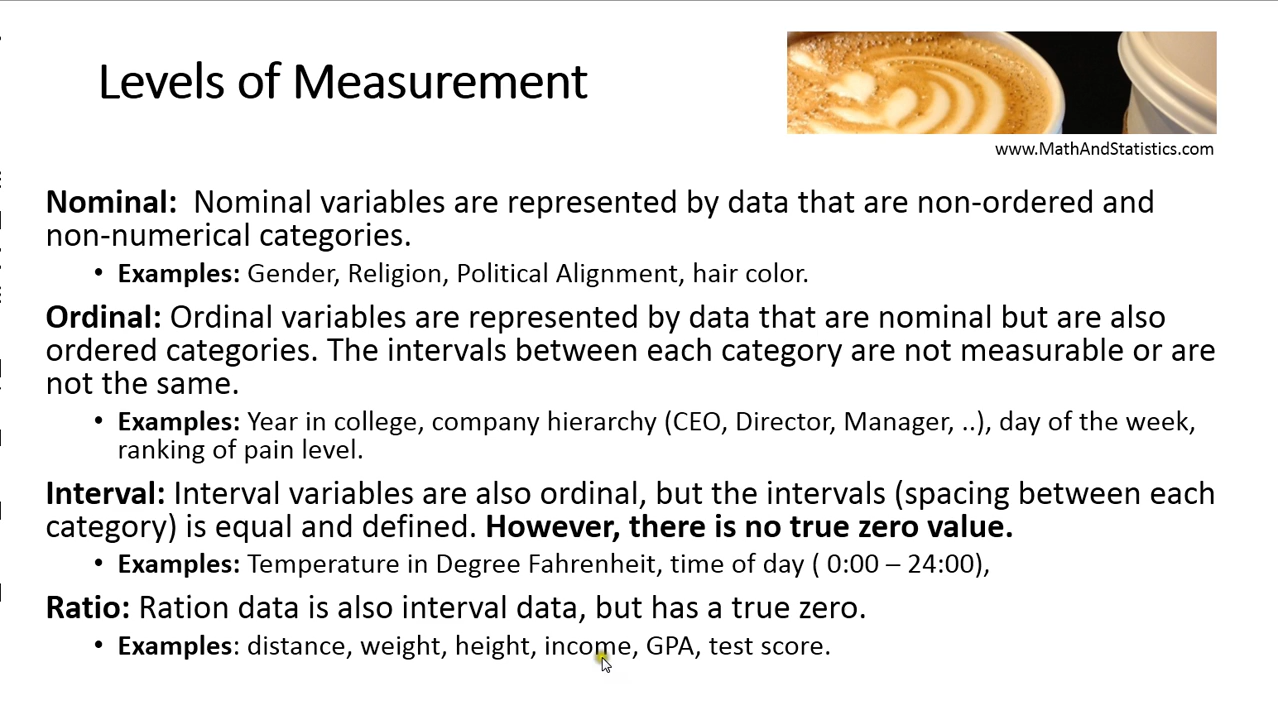 Levels of Measurement
www.MathAndStatistics.com
Nominal:  Nominal variables are represented by data that are non-ordered and
non-numerical categories.
• Examples: Gender, Religion, Political Alignment, hair color.
Ordinal: Ordinal variables are represented by data that are nominal but are also
ordered categories. The intervals between each category are not measurable or are
not the same.
• Examples: Year in college, company hierarchy (CEO, Director, Manager, ..), day of the week,
ranking of pain level.
Interval: Interval variables are also ordinal, but the intervals (spacing between each
category) is equal and defined. However, there is no true zero value.
• Examples: Temperature in Degree Fahrenheit, time of day ( 0:00 – 24:00),
Ratio: Ration data is also interval data, but has a true zero.
• Examples: distance, weight, height, income, GPA, test score.